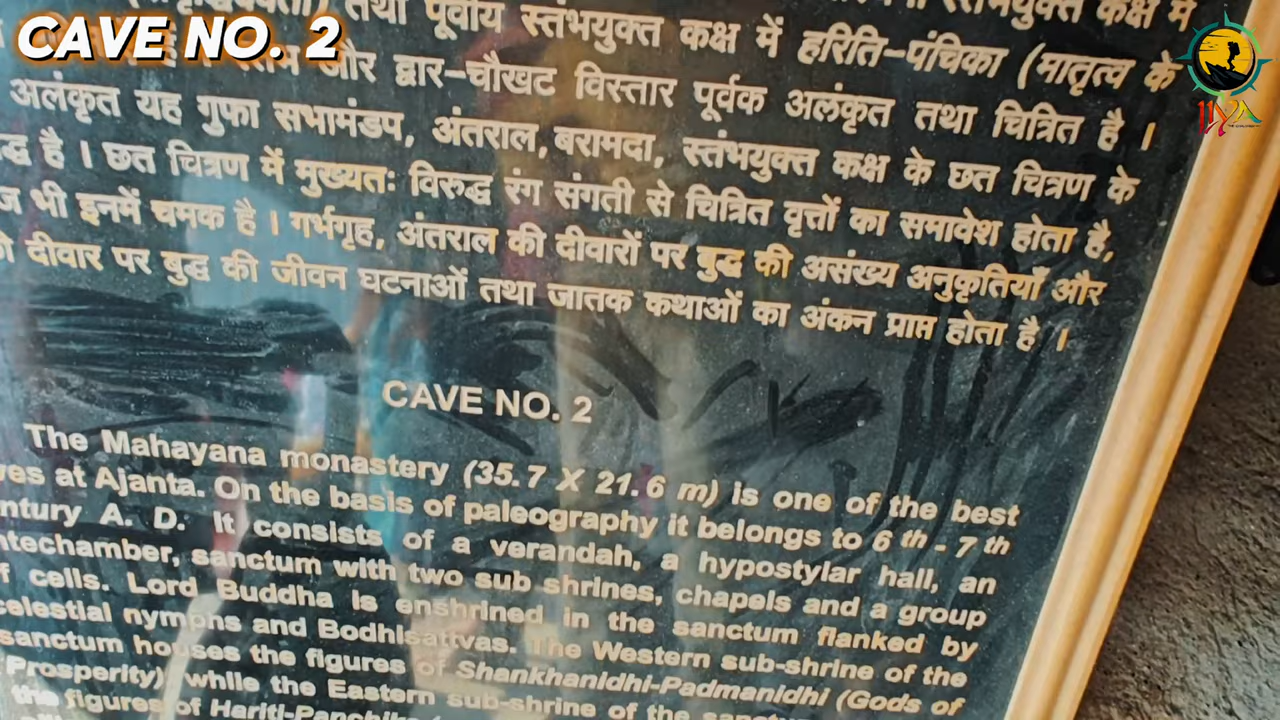 CAVE NO. 2
तथा पूर्वीय स्तंभयुक्त कक्ष में हरिति-पंचिका (मातृत्व के
और द्वार-चौखट विस्तार पूर्वक अलंकृत तथा चित्रित है ।
अलंकृत यह गुफा सभामंडप, अंतराल, बरामदा, स्तंभयुक्त कक्ष के छत चित्रण के
है । छत चित्रण में मुख्यतः विरुद्ध रंग संगती से चित्रित वृत्तों का समावेश होता है,
भी इनमें चमक है । गर्भगृह, अंतराल की दीवारों पर बुद्ध की असंख्य अनुकृतियाँ और
दीवार पर बुद्ध की जीवन घटनाओं तथा जातक कथाओं का अंकन प्राप्त होता है ।
CAVE NO. 2
The Mahayana monastery (35.7 X 21.6 m) is one of the best
at Ajanta. On the basis of paleography it belongs to 6 th - 7 th
A. D. It consists of a verandah, a hypostylar hall, an
sanctum with two sub shrines, chapels and a group
cells. Lord Buddha is enshrined in the sanctum flanked by
celestial nymphs and Bodhisattvas. The Western sub-shrine of the
sanctum houses the figures of Shankhanidhi-Padmanidhi (Gods of
Prosperity) while the Eastern sub-shrine of the
the figures of Hariti-Panchika